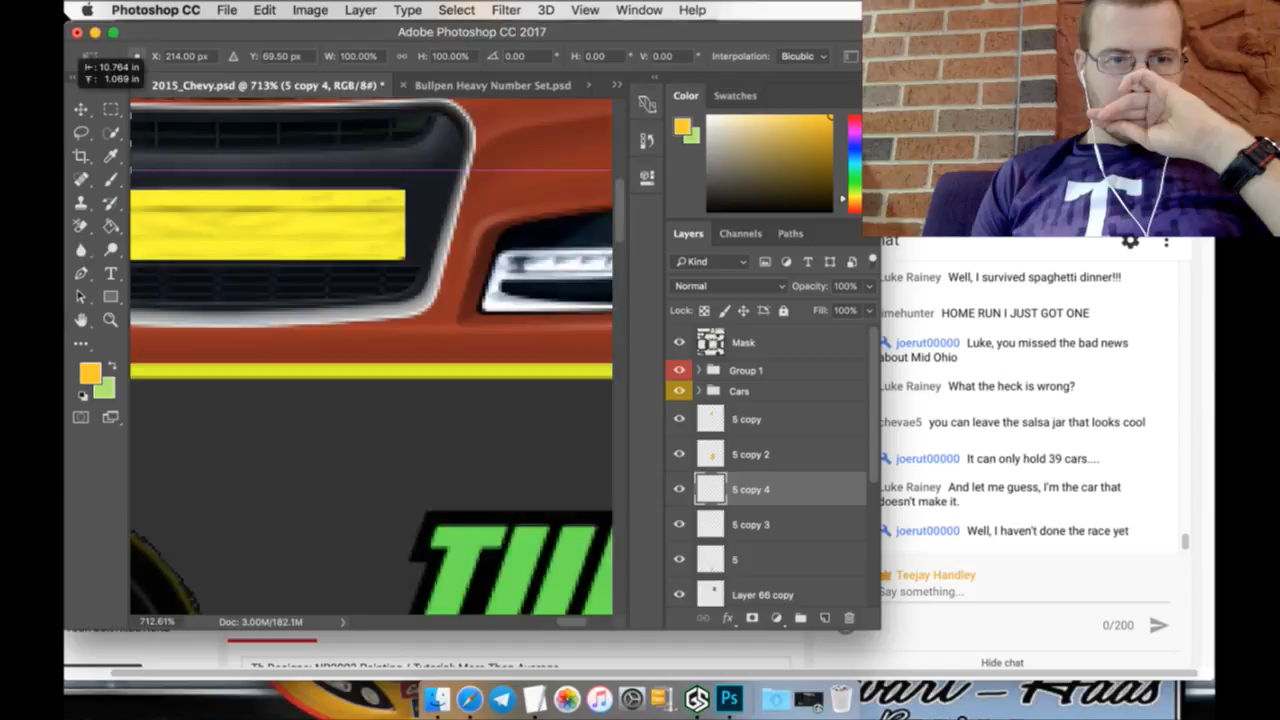 Photoshop CC File Edit Image Layer Type Select Filter 3D View Window Help
Adobe Photoshop CC 2017
X: 214.00 px Y: 69.50 px W: 100.00% H: 100.00% 0.00 H: 0.00 V: 0.00 Interpolation: Bicubic
10.764 in
1.069 in
2015_Chevy.psd @ 713% (5 copy 4, RGB/8#) * × Bullpen Heavy Number Set.psd
Color Swatches
Layers Channels Paths
Kind
Normal Opacity: 100%
Lock: Fill: 100%
Mask
Group 1
Cars
5 copy
5 copy 2
5 copy 4
5 copy 3
5
Layer 66 copy
fx
712.61% Doc: 3.00M/182.1M
T
hat
Luke Rainey Well, I survived spaghetti dinner!!!
imehunter HOME RUN I JUST GOT ONE
joerut00000 Luke, you missed the bad news
about Mid Ohio
Luke Rainey What the heck is wrong?
chevae5 you can leave the salsa jar that looks cool
joerut00000 It can only hold 39 cars....
Luke Rainey And let me guess, I'm the car that
doesn't make it.
joerut00000 Well, I haven't done the race yet
Teejay Handley
Say something...
0/200
Hide chat
Ps